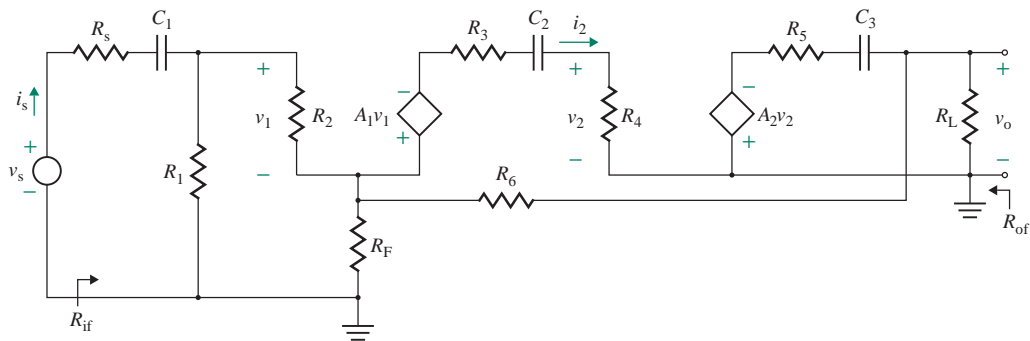 Rs
C1
R3
C2
i2
R5
C3
is
+
−
vs
R1
+
v1
−
R2
−
A1v1
+
+
v2
−
R4
−
A2v2
+
RL
+
vo
−
R6
RF
Rif
Rof